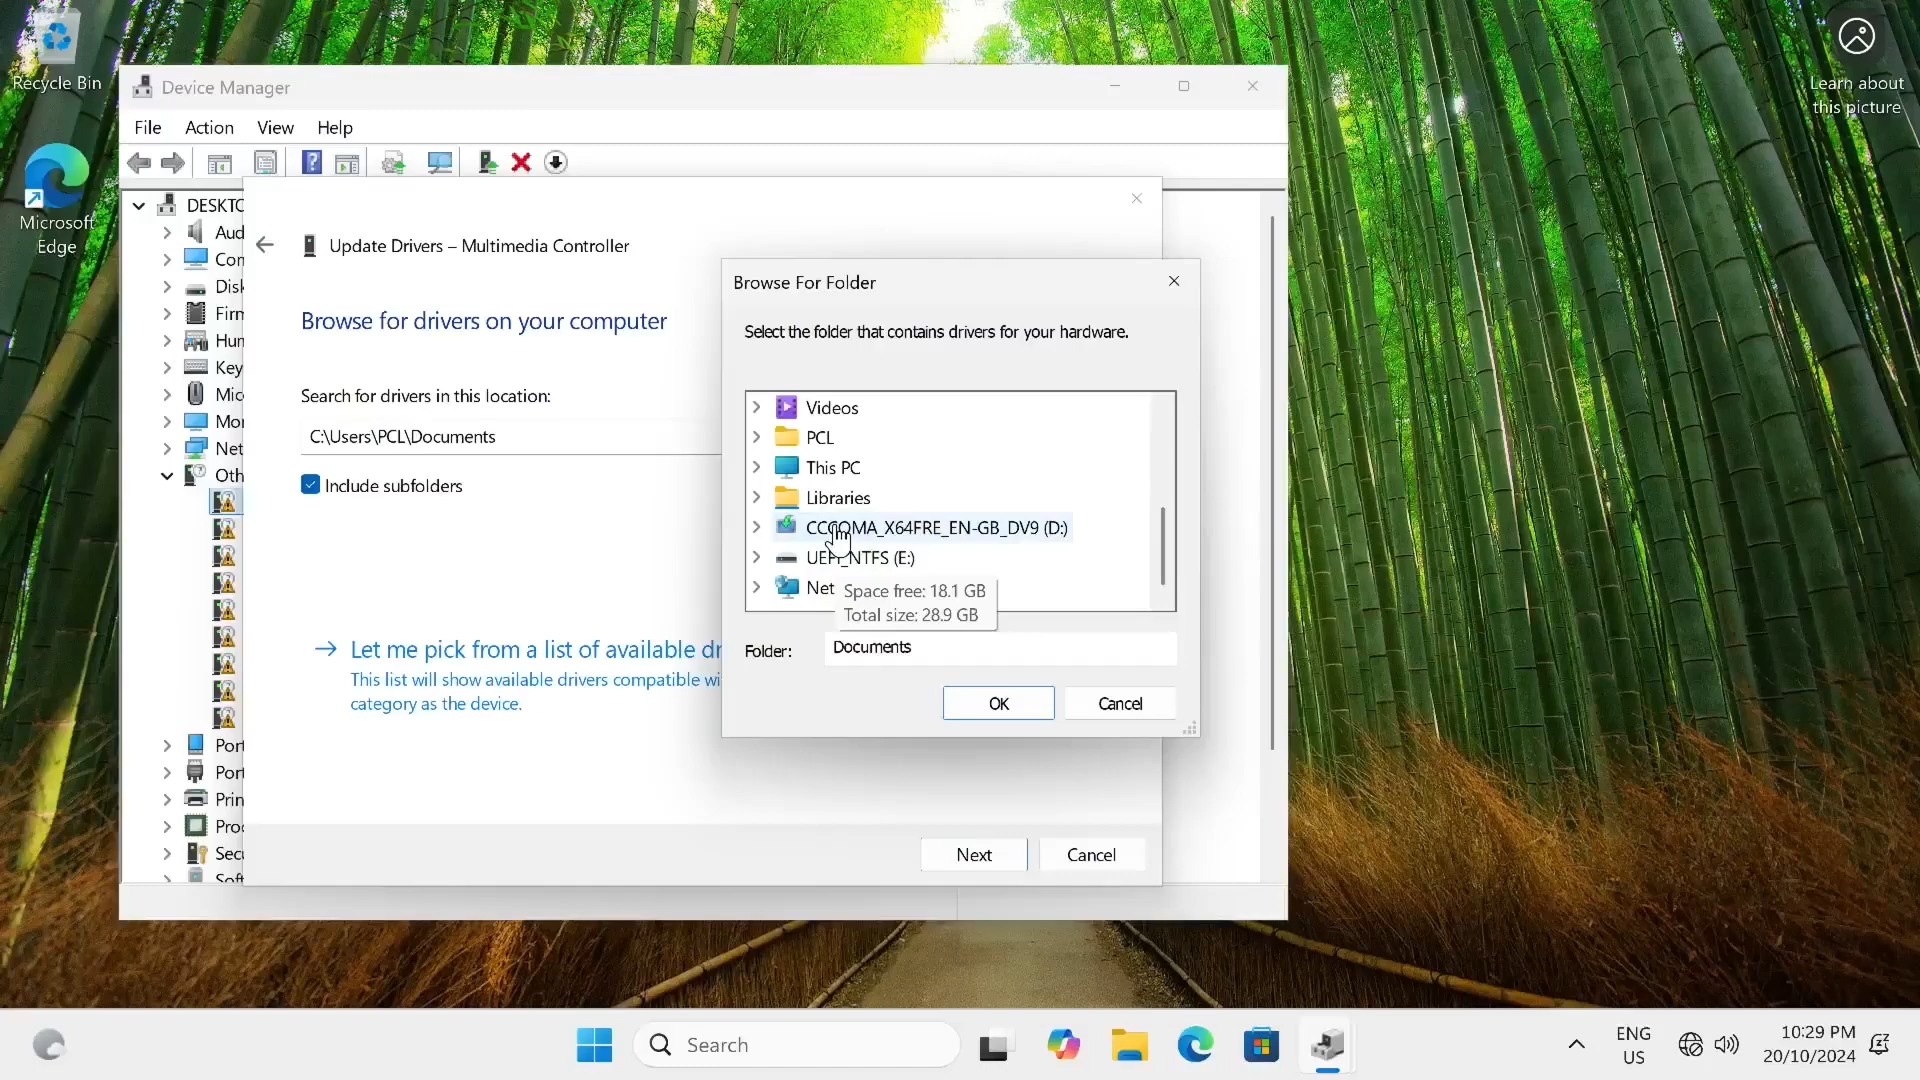 Recycle Bin
Microsoft
Edge
Learn about
this picture
Device Manager
File Action View Help
DESKTO
Aud
Con
Disk
Firm
Hum
Key
Mic
Mon
Net
Oth
Port
Port
Prin
Proc
Secu
Soft
Update Drivers – Multimedia Controller
Browse for drivers on your computer
Search for drivers in this location:
C:\Users\PCL\Documents
Include subfolders
Let me pick from a list of available dr
This list will show available drivers compatible wi
category as the device.
Next Cancel
Browse For Folder
Select the folder that contains drivers for your hardware.
Videos
PCL
This PC
Libraries
CCCOMA_X64FRE_EN-GB_DV9 (D:)
UEFI_NTFS (E:)
Net
Space free: 18.1 GB
Total size: 28.9 GB
Folder: Documents
OK Cancel
Search
ENG
US
10:29 PM
20/10/2024